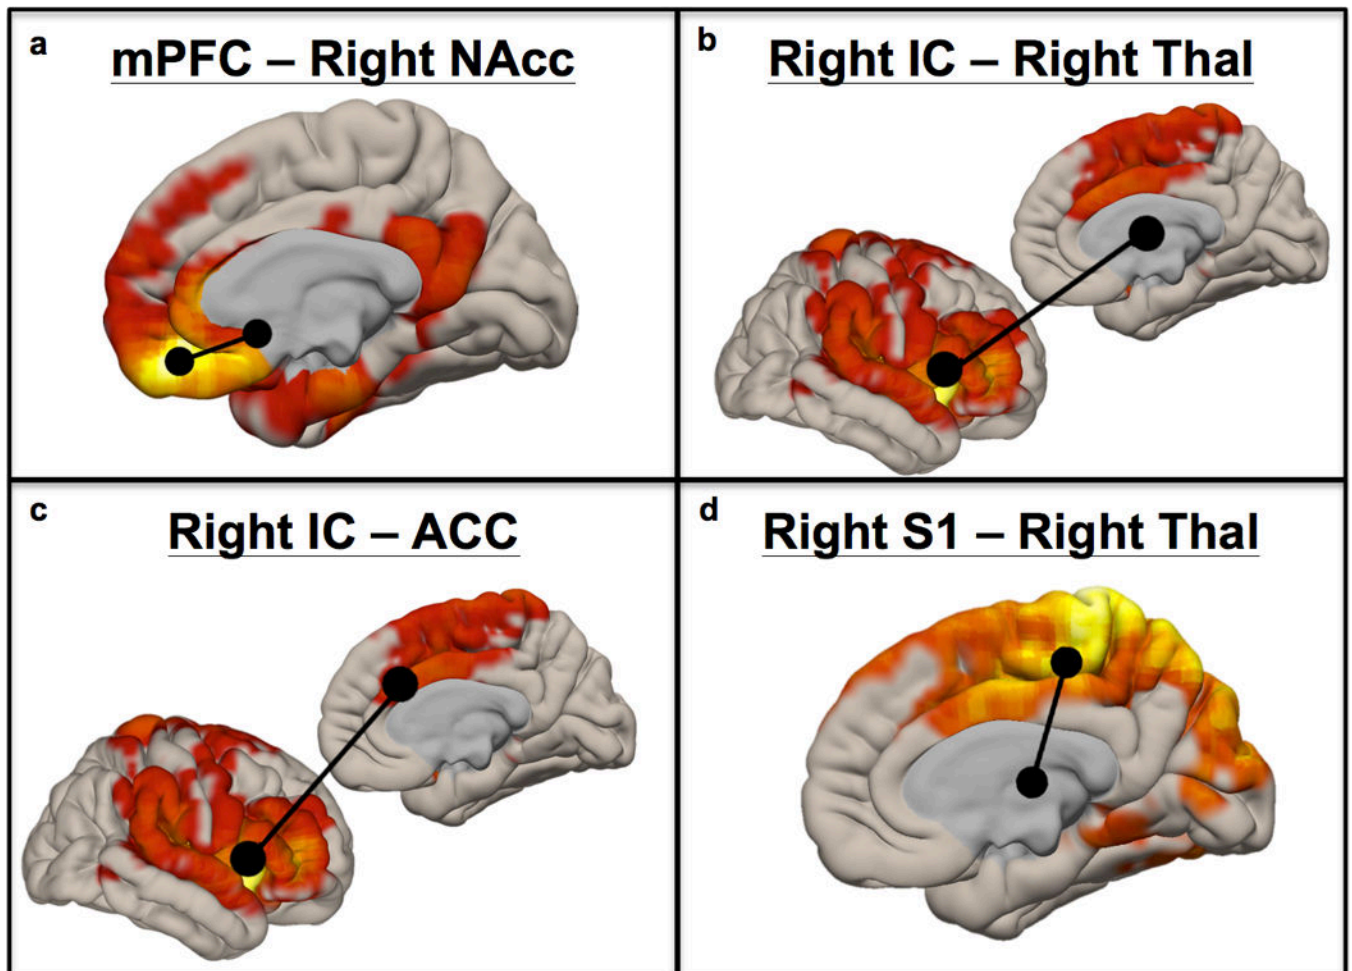 a
mPFC – Right NAcc
b
Right IC – Right Thal
c
Right IC – ACC
d
Right S1 – Right Thal